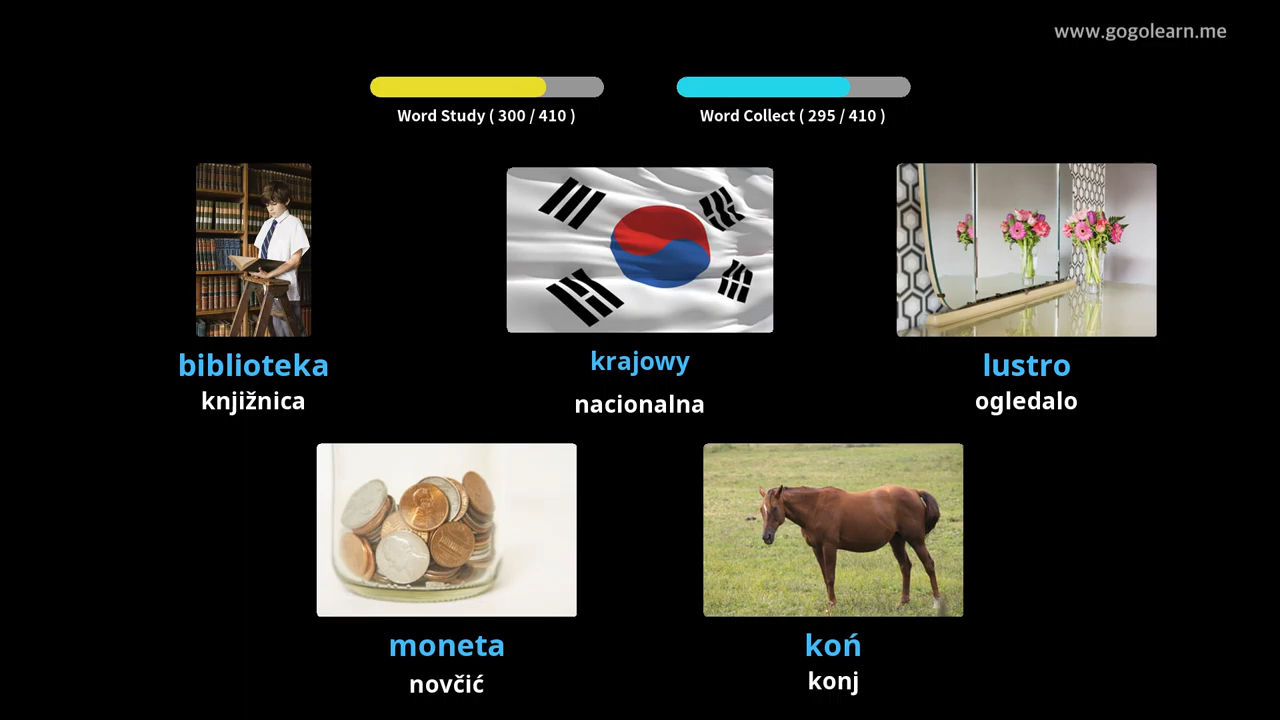 www.gogolearn.me
Word Study ( 300 / 410 )
Word Collect ( 295 / 410 )
biblioteka
knjižnica
krajowy
nacionalna
lustro
ogledalo
moneta
novčić
koń
konj